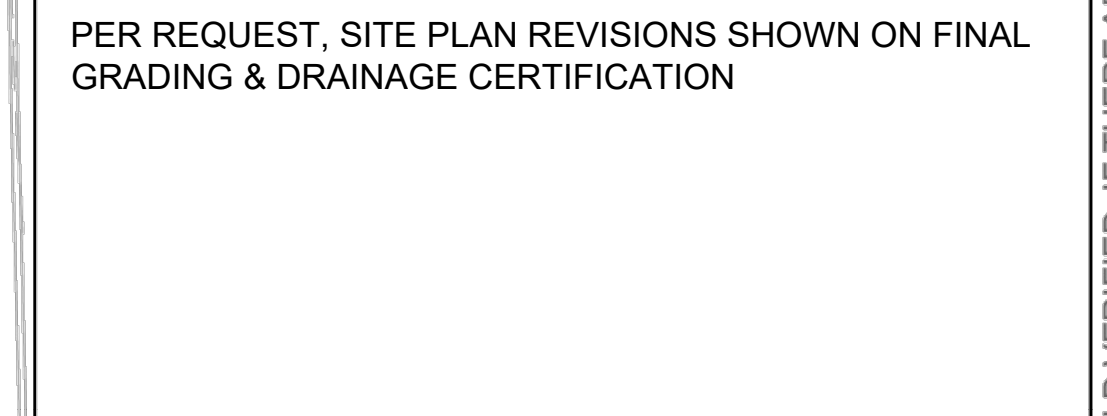 PER REQUEST, SITE PLAN REVISIONS SHOWN ON FINAL
GRADING & DRAINAGE CERTIFICATION